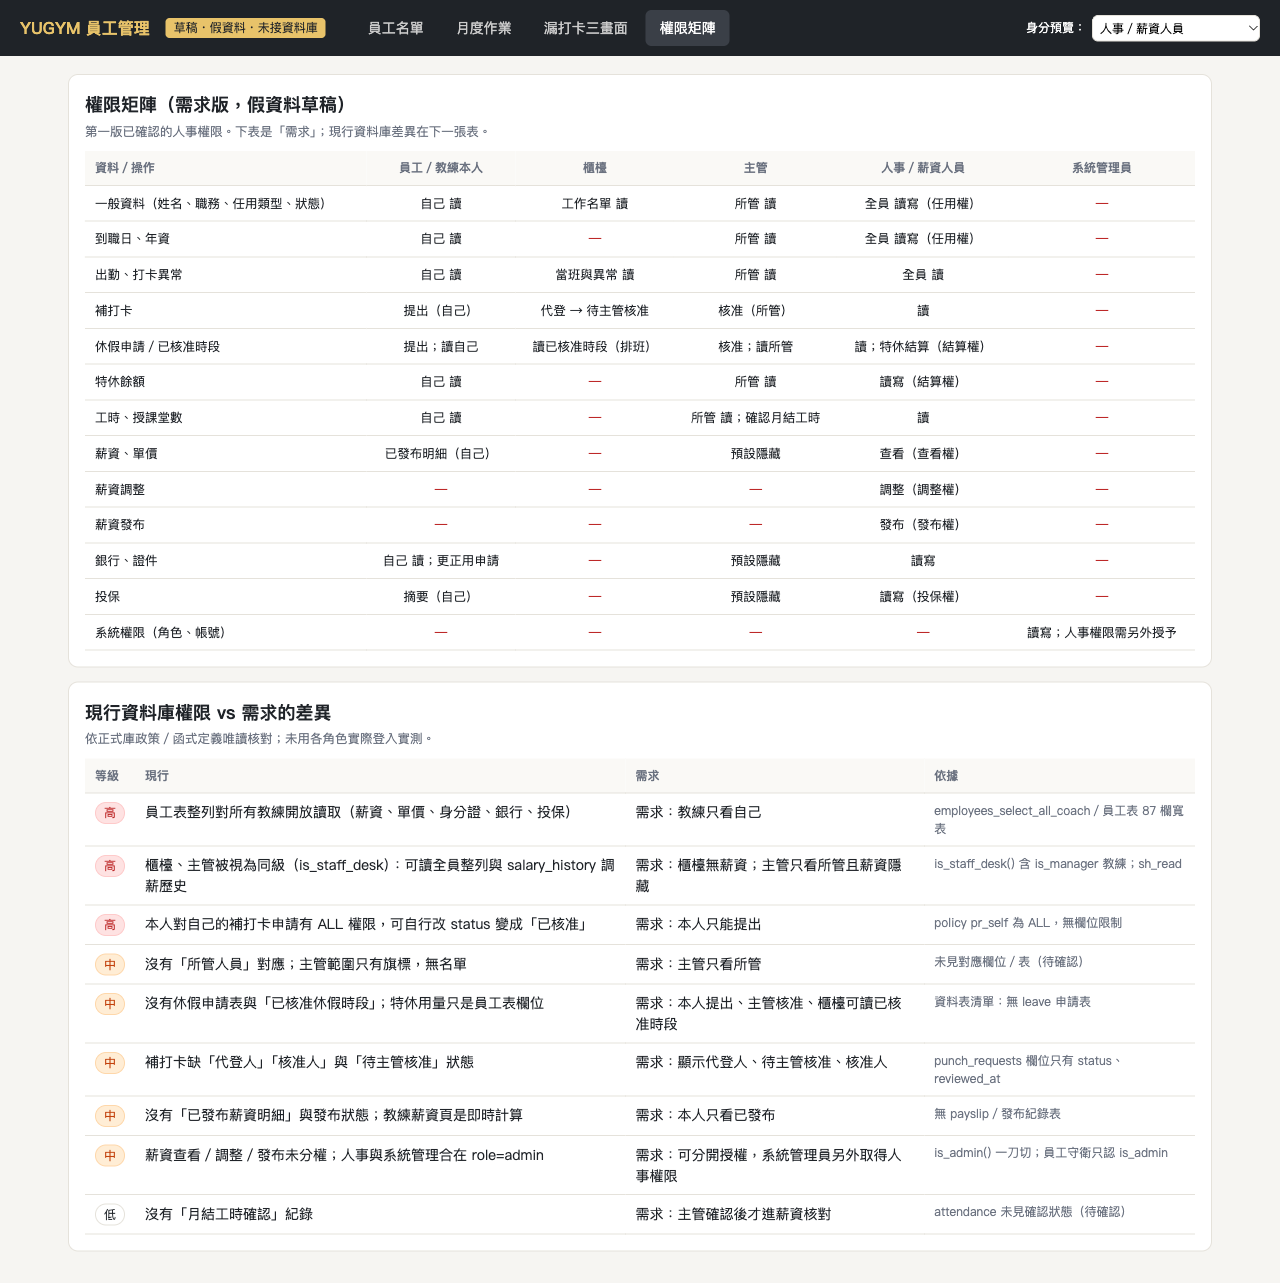 YUGYM 員工管理 草稿・假資料・未接資料庫 員工名單 月度作業 漏打卡三畫面 權限矩陣 身分預覽： 人事 / 薪資人員
權限矩陣（需求版，假資料草稿）
第一版已確認的人事權限。下表是「需求」；現行資料庫差異在下一張表。
資料 / 操作 員工 / 教練本人 櫃檯 主管 人事 / 薪資人員 系統管理員
一般資料（姓名、職務、任用類型、狀態） 自己 讀 工作名單 讀 所管 讀 全員 讀寫（任用權） —
到職日、年資 自己 讀 — 所管 讀 全員 讀寫（任用權） —
出勤、打卡異常 自己 讀 當班與異常 讀 所管 讀 全員 讀 —
補打卡 提出（自己） 代登 → 待主管核准 核准（所管） 讀 —
休假申請 / 已核准時段 提出；讀自己 讀已核准時段（排班） 核准；讀所管 讀；特休結算（結算權） —
特休餘額 自己 讀 — 所管 讀 讀寫（結算權） —
工時、授課堂數 自己 讀 — 所管 讀；確認月結工時 讀 —
薪資、單價 已發布明細（自己） — 預設隱藏 查看（查看權） —
薪資調整 — — — 調整（調整權） —
薪資發布 — — — 發布（發布權） —
銀行、證件 自己 讀；更正用申請 — 預設隱藏 讀寫 —
投保 摘要（自己） — 預設隱藏 讀寫（投保權） —
系統權限（角色、帳號） — — — — 讀寫；人事權限需另外授予
現行資料庫權限 vs 需求的差異
依正式庫政策 / 函式定義唯讀核對；未用各角色實際登入實測。
等級 現行 需求 依據
高 員工表整列對所有教練開放讀取（薪資、單價、身分證、銀行、投保） 需求：教練只看自己 employees_select_all_coach / 員工表 87 欄寬
表
高 櫃檯、主管被視為同級（is_staff_desk）：可讀全員整列與 salary_history 調 需求：櫃檯無薪資；主管只看所管且薪資隱 is_staff_desk() 含 is_manager 教練；sh_read
薪歷史 藏
高 本人對自己的補打卡申請有 ALL 權限，可自行改 status 變成「已核准」 需求：本人只能提出 policy pr_self 為 ALL，無欄位限制
中 沒有「所管人員」對應；主管範圍只有旗標，無名單 需求：主管只看所管 未見對應欄位 / 表（待確認）
中 沒有休假申請表與「已核准休假時段」；特休用量只是員工表欄位 需求：本人提出、主管核准、櫃檯可讀已核 資料表清單：無 leave 申請表
准時段
中 補打卡缺「代登人」「核准人」與「待主管核准」狀態 需求：顯示代登人、待主管核准、核准人 punch_requests 欄位只有 status、
reviewed_at
中 沒有「已發布薪資明細」與發布狀態；教練薪資頁是即時計算 需求：本人只看已發布 無 payslip / 發布紀錄表
中 薪資查看 / 調整 / 發布未分權；人事與系統管理合在 role=admin 需求：可分開授權，系統管理員另外取得人 is_admin() 一刀切；員工守衛只認 is_admin
事權限
低 沒有「月結工時確認」紀錄 需求：主管確認後才進薪資核對 attendance 未見確認狀態（待確認）